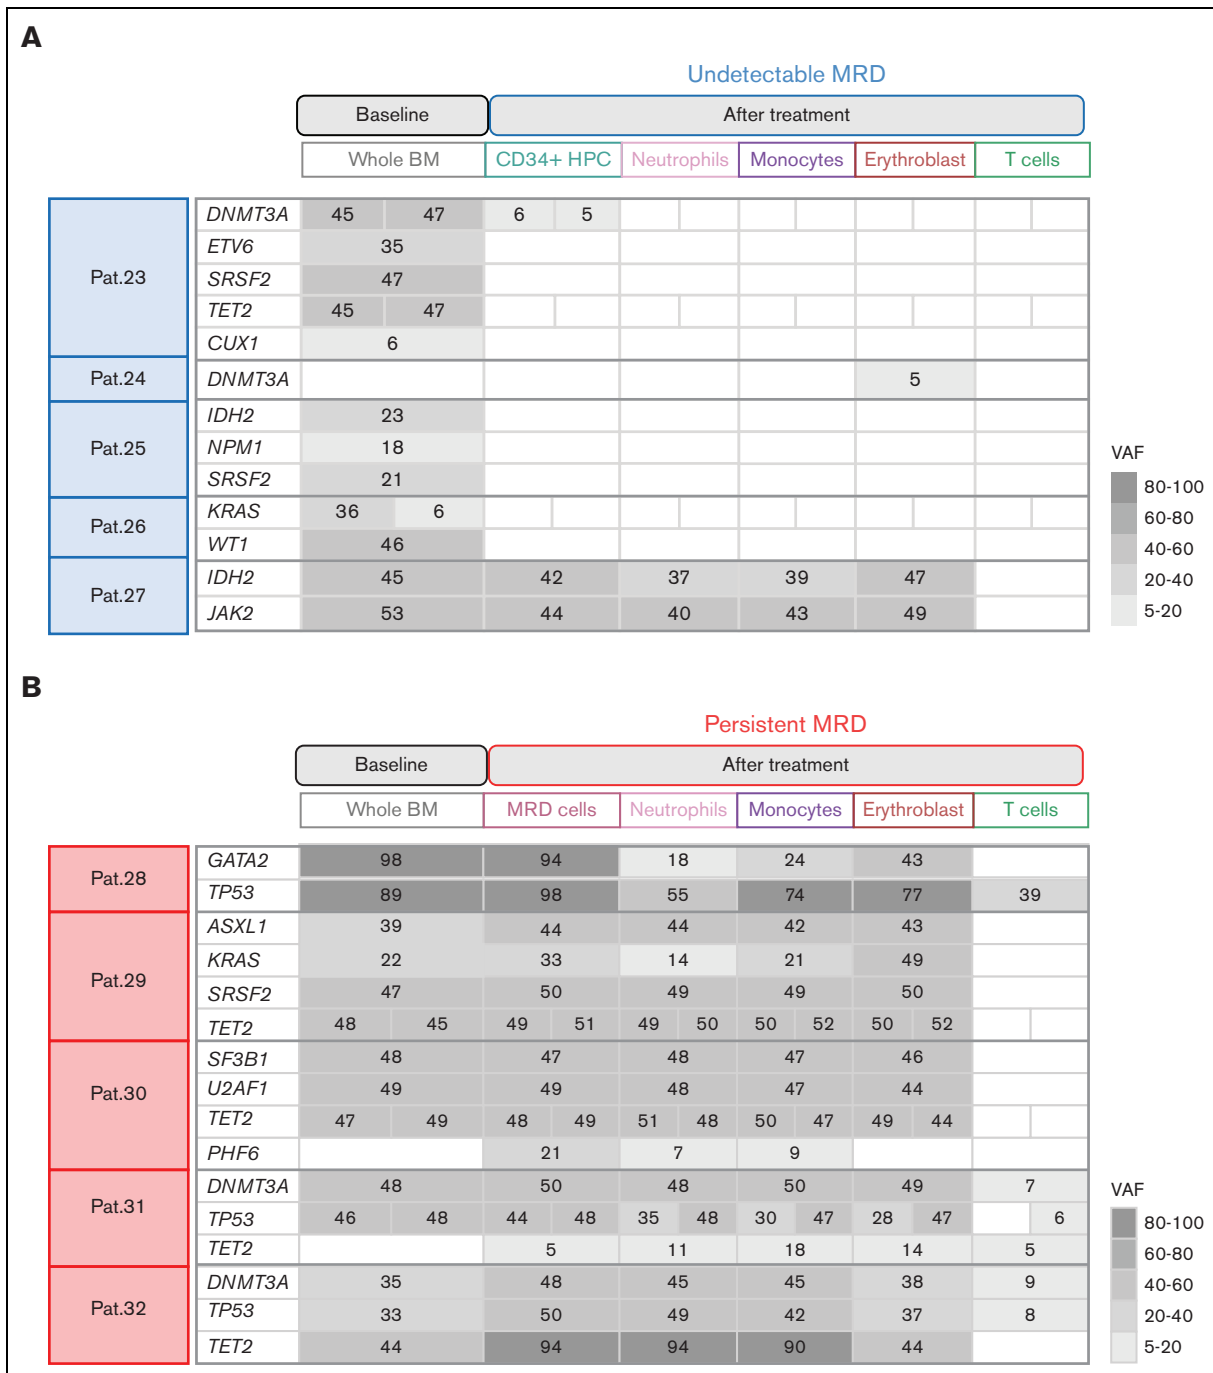 A
Undetectable MRD
Baseline After treatment
Whole BM CD34+ HPC Neutrophils Monocytes Erythroblast T cells
Pat.23
DNMT3A 45 47 6 5
ETV6 35
SRSF2 47
TET2 45 47
CUX1 6
Pat.24
DNMT3A 5
Pat.25
IDH2 23
NPM1 18
SRSF2 21
Pat.26
KRAS 36 6
WT1 46
Pat.27
IDH2 45 42 37 39 47
JAK2 53 44 40 43 49
VAF
80-100
60-80
40-60
20-40
5-20
B
Persistent MRD
Baseline After treatment
Whole BM MRD cells Neutrophils Monocytes Erythroblast T cells
Pat.28
GATA2 98 94 18 24 43
TP53 89 98 55 74 77 39
Pat.29
ASXL1 39 44 44 42 43
KRAS 22 33 14 21 49
SRSF2 47 50 49 49 50
TET2 48 45 49 51 49 50 50 52 50 52
Pat.30
SF3B1 48 47 48 47 46
U2AF1 49 49 48 47 44
TET2 47 49 48 49 51 48 50 47 49 44
PHF6 21 7 9
Pat.31
DNMT3A 48 50 48 50 49 7
TP53 46 48 44 48 35 48 30 47 28 47 6
TET2 5 11 18 14 5
Pat.32
DNMT3A 35 48 45 45 38 9
TP53 33 50 49 42 37 8
TET2 44 94 94 90 44
VAF
80-100
60-80
40-60
20-40
5-20